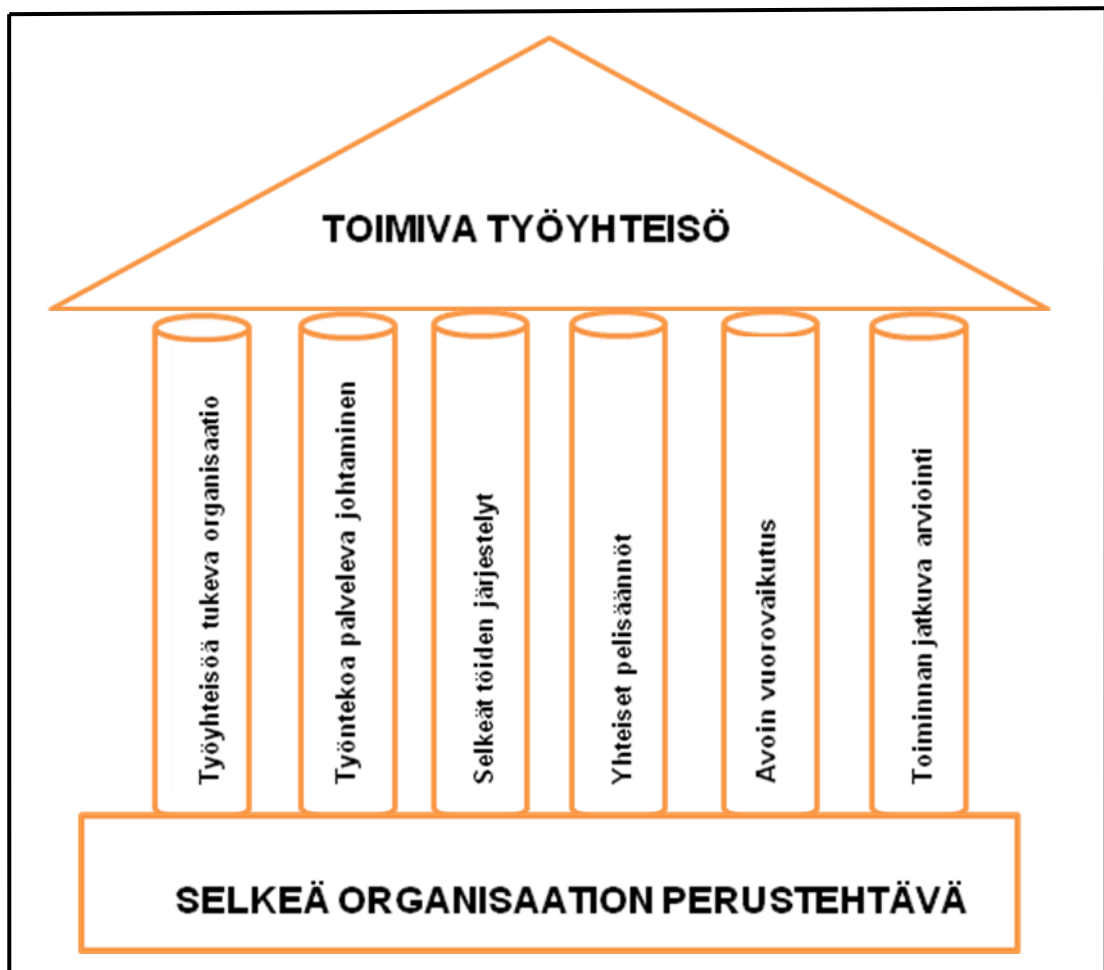 TOIMIVA TYÖYHTEISÖ
Työyhteisöä tukeva organisaatio
Työntekoa palveleva johtaminen
Selkeät töiden järjestelyt
Yhteiset pelisäännöt
Avoin vuorovaikutus
Toiminnan jatkuva arviointi
SELKEÄ ORGANISAATION PERUSTEHTÄVÄ